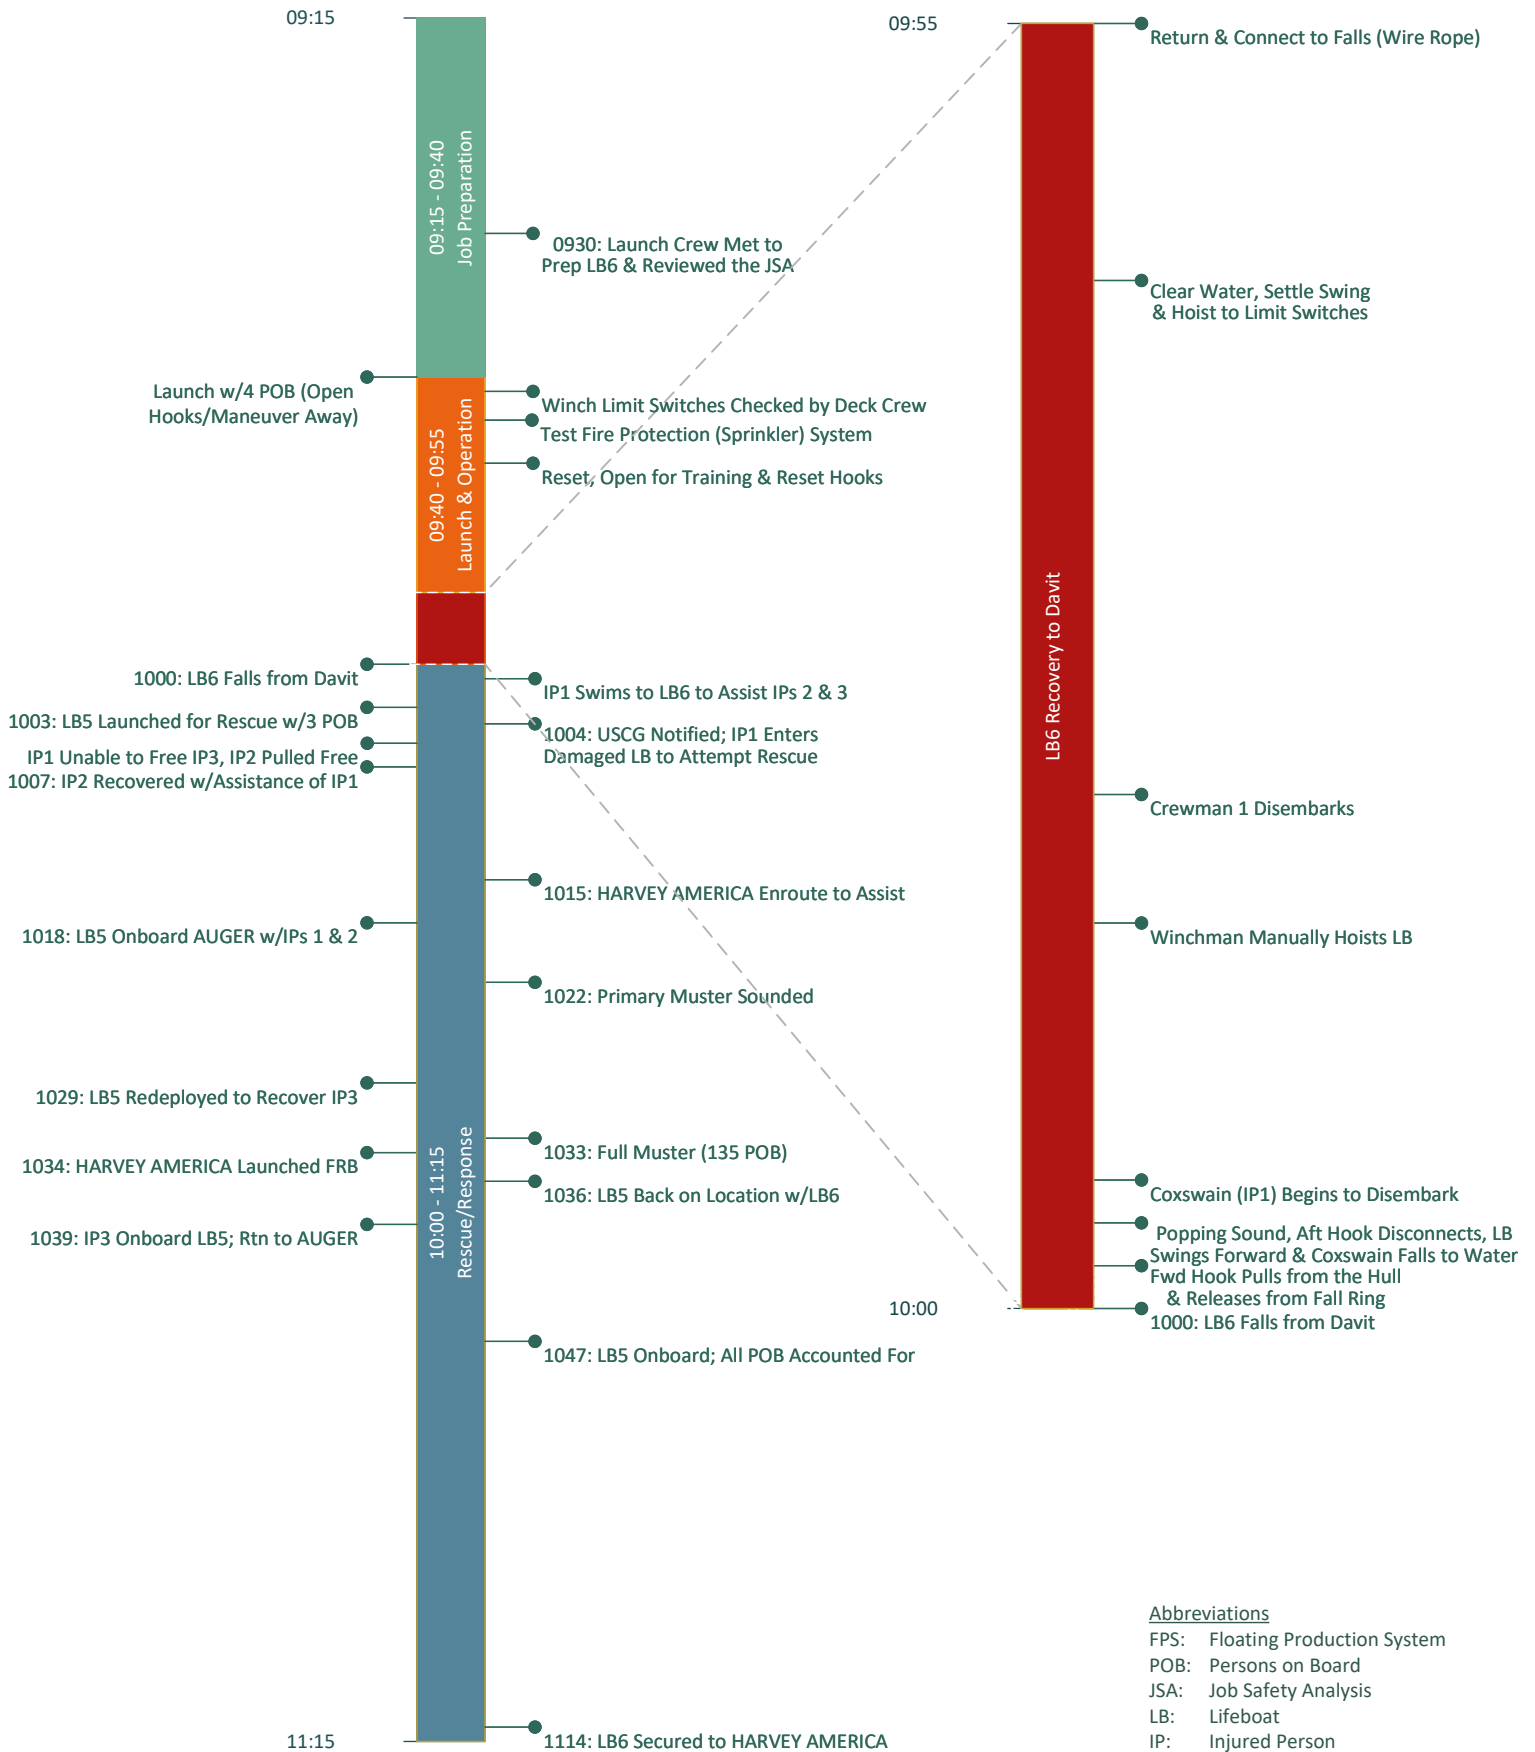 09:15
09:15 - 09:40
Job Preparation
0930: Launch Crew Met to
Prep LB6 & Reviewed the JSA
Launch w/4 POB (Open
Hooks/Maneuver Away)
09:40 - 09:55
Launch & Operation
Winch Limit Switches Checked by Deck Crew
Test Fire Protection (Sprinkler) System
Reset, Open for Training & Reset Hooks
1000: LB6 Falls from Davit
IP1 Swims to LB6 to Assist IPs 2 & 3
1003: LB5 Launched for Rescue w/3 POB
1004: USCG Notified; IP1 Enters
Damaged LB to Attempt Rescue
IP1 Unable to Free IP3, IP2 Pulled Free
1007: IP2 Recovered w/Assistance of IP1
1015: HARVEY AMERICA Enroute to Assist
1018: LB5 Onboard AUGER w/IPs 1 & 2
1022: Primary Muster Sounded
1029: LB5 Redeployed to Recover IP3
10:00 - 11:15
Rescue/Response
1033: Full Muster (135 POB)
1034: HARVEY AMERICA Launched FRB
1036: LB5 Back on Location w/LB6
1039: IP3 Onboard LB5; Rtn to AUGER
1047: LB5 Onboard; All POB Accounted For
1114: LB6 Secured to HARVEY AMERICA
11:15
09:55
Return & Connect to Falls (Wire Rope)
Clear Water, Settle Swing
& Hoist to Limit Switches
LB6 Recovery to Davit
Crewman 1 Disembarks
Winchman Manually Hoists LB
Coxswain (IP1) Begins to Disembark
Popping Sound, Aft Hook Disconnects, LB
Swings Forward & Coxswain Falls to Water
Fwd Hook Pulls from the Hull
& Releases from Fall Ring
10:00
1000: LB6 Falls from Davit
Abbreviations
FPS: Floating Production System
POB: Persons on Board
JSA: Job Safety Analysis
LB: Lifeboat
IP: Injured Person